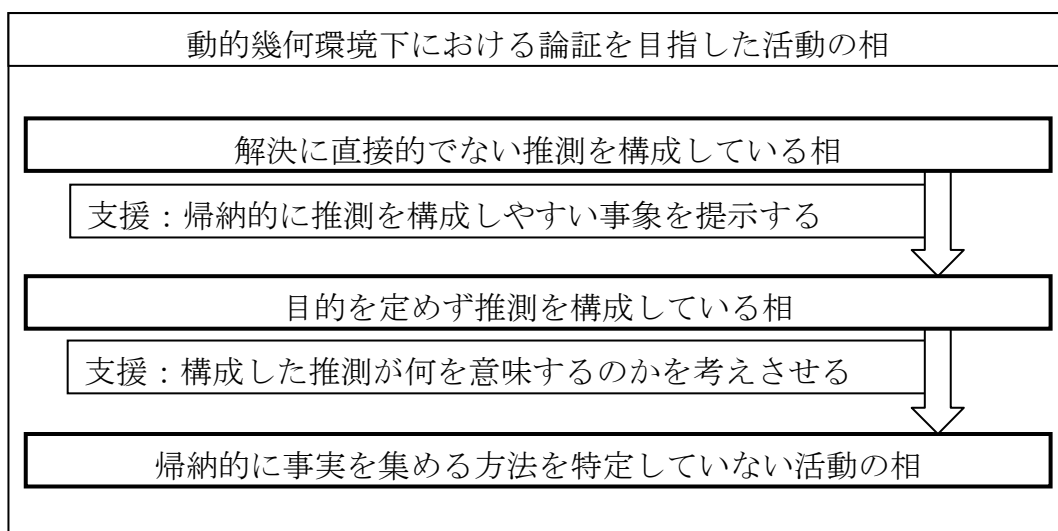 動的幾何環境下における論証を目指した活動の相
解決に直接的でない推測を構成している相
支援：帰納的に推測を構成しやすい事象を提示する
目的を定めず推測を構成している相
支援：構成した推測が何を意味するのかを考えさせる
帰納的に事実を集める方法を特定していない活動の相